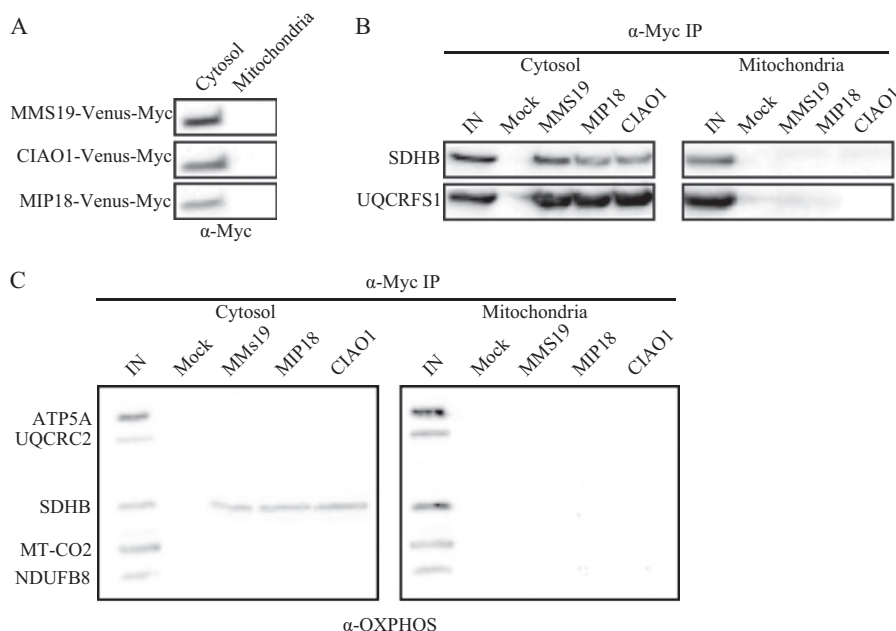 A
Cytosol
Mitochondria
MMS19-Venus-Myc
CIAO1-Venus-Myc
MIP18-Venus-Myc
α-Myc
B
α-Myc IP
Cytosol
Mitochondria
IN
Mock
MMS19
MIP18
CIAO1
IN
Mock
MMS19
MIP18
CIAO1
SDHB
UQCRFS1
C
α-Myc IP
Cytosol
Mitochondria
IN
Mock
MMs19
MIP18
CIAO1
IN
Mock
MMS19
MIP18
CIAO1
ATP5A
UQCRC2
SDHB
MT-CO2
NDUFB8
α-OXPHOS